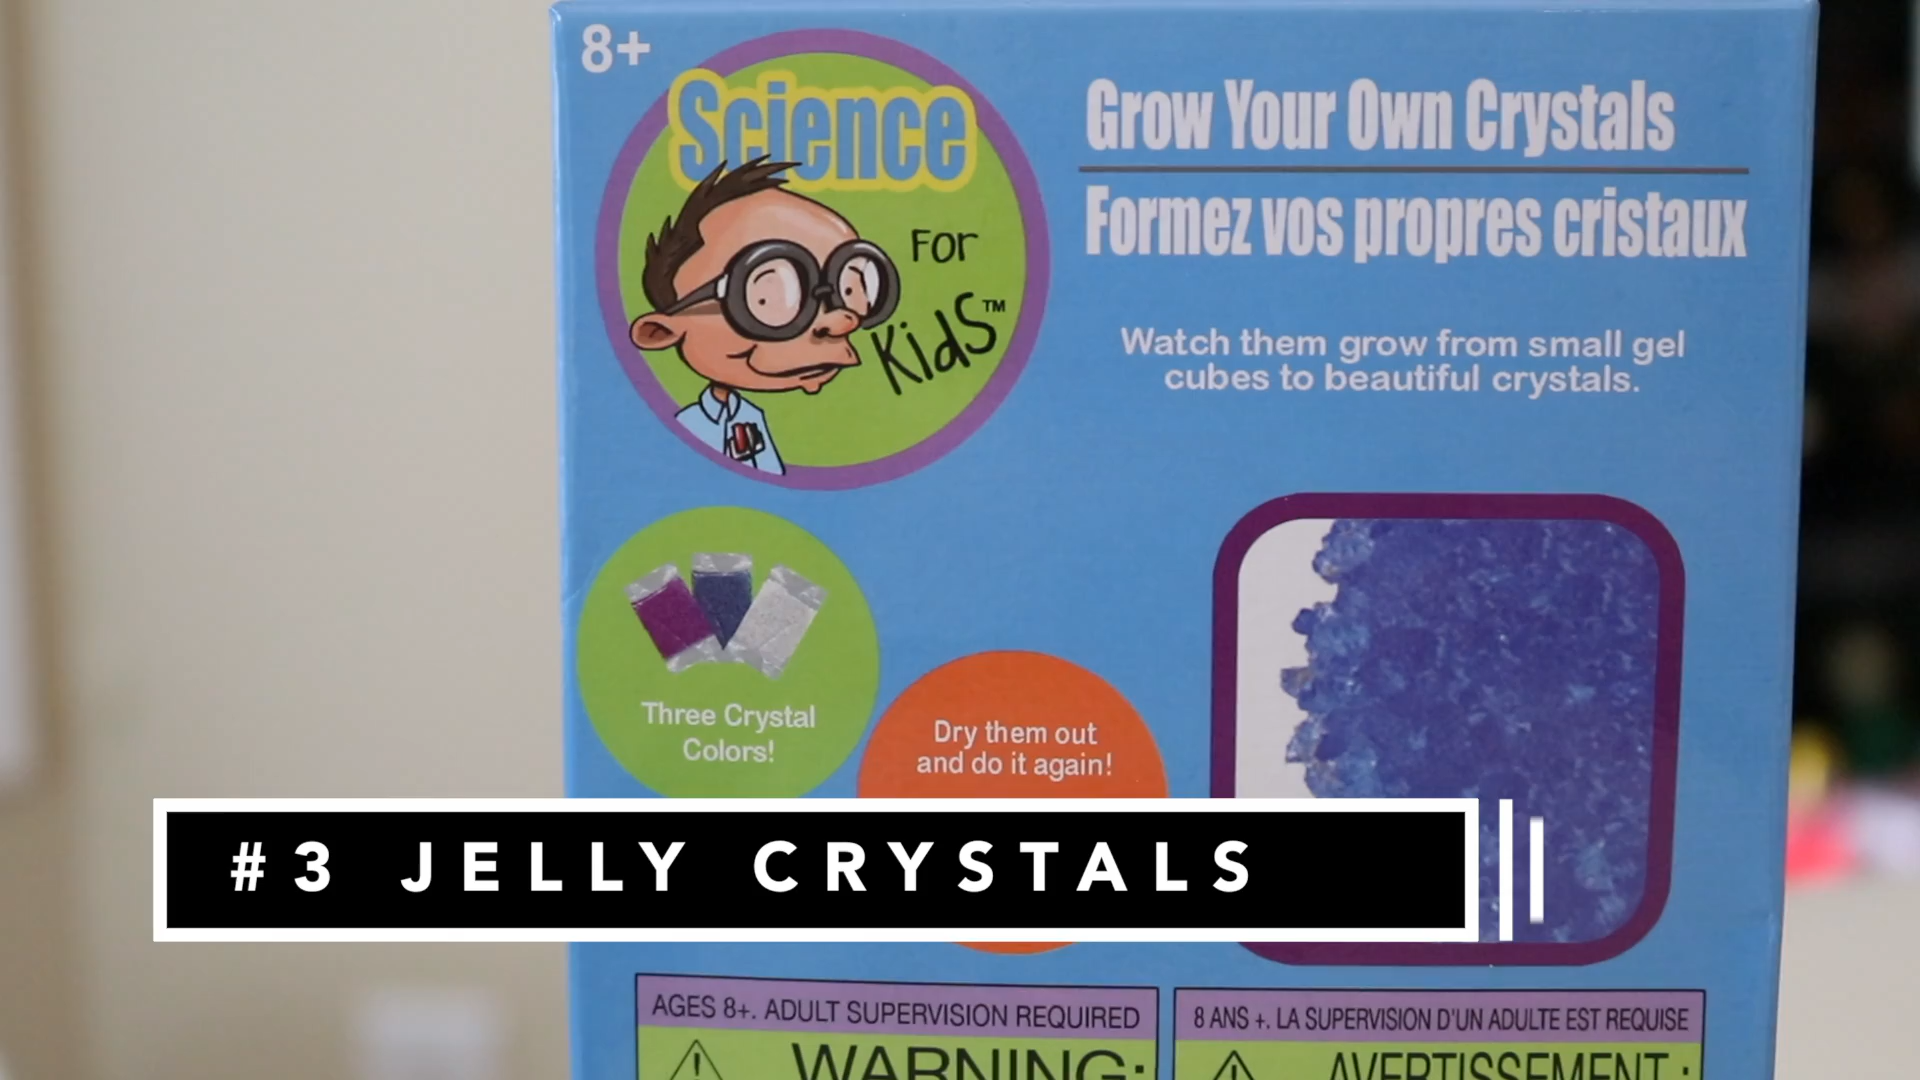 8+
Science
For
Kids™
Grow Your Own Crystals
Formez vos propres cristaux
Watch them grow from small gel
cubes to beautiful crystals.
Three Crystal
Colors!
Dry them out
and do it again!
#3 JELLY CRYSTALS
AGES 8+. ADULT SUPERVISION REQUIRED
WARNING:
8 ANS +. LA SUPERVISION D'UN ADULTE EST REQUISE
AVERTISSEMENT :